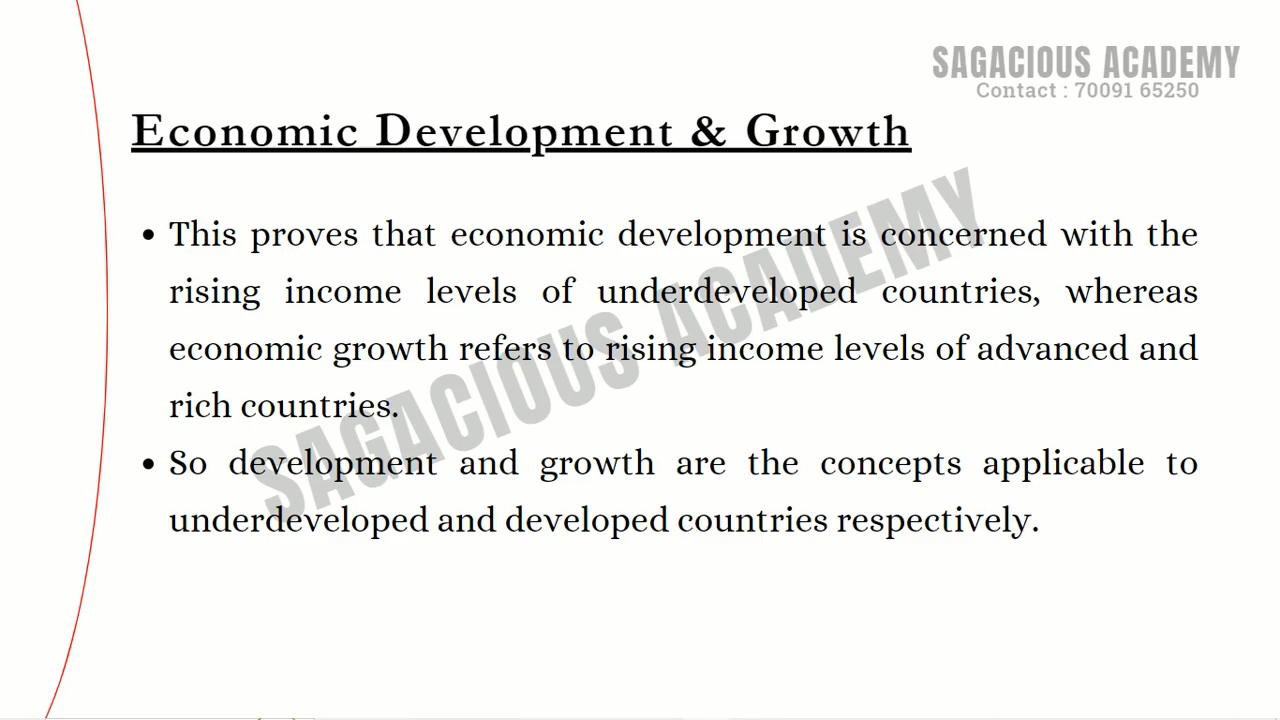 SAGACIOUS ACADEMY
Contact : 70091 65250
Economic Development & Growth
• This proves that economic development is concerned with the
rising income levels of underdeveloped countries, whereas
economic growth refers to rising income levels of advanced and
rich countries.
• So development and growth are the concepts applicable to
underdeveloped and developed countries respectively.
SAGACIOUS ACADEMY